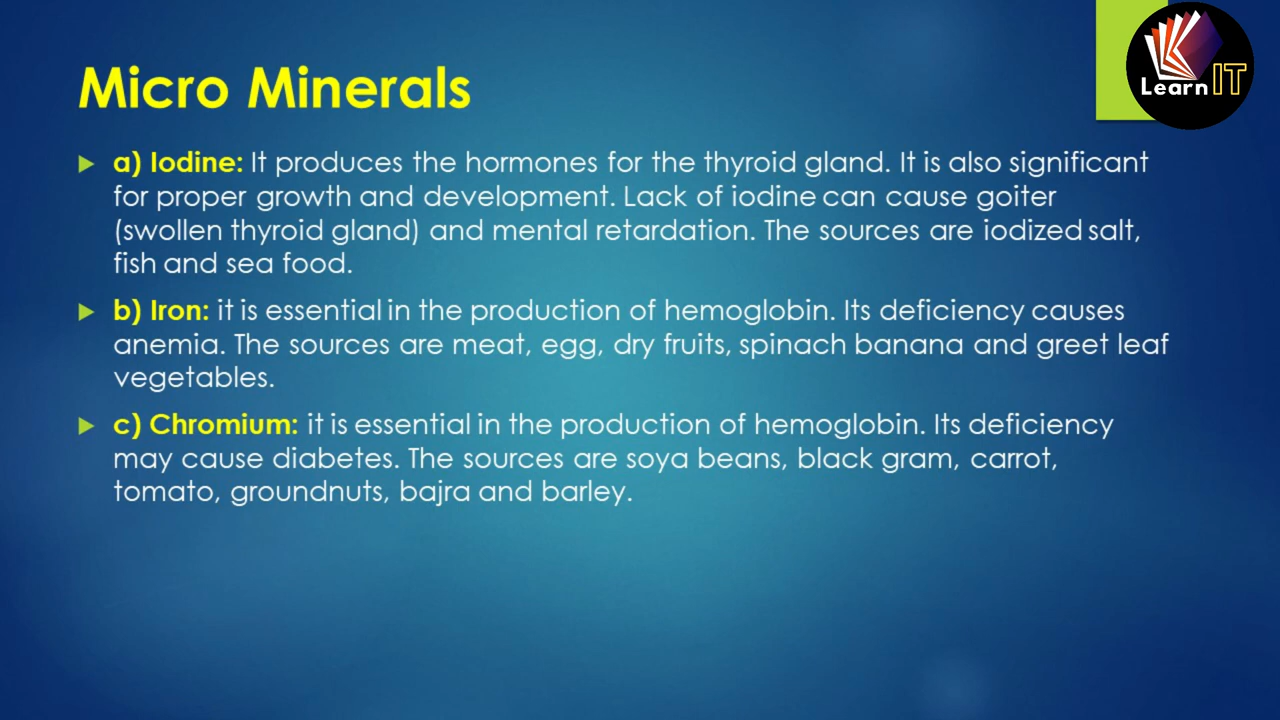 Micro Minerals
Learn IT
a) Iodine: It produces the hormones for the thyroid gland. It is also significant
for proper growth and development. Lack of iodine can cause goiter
(swollen thyroid gland) and mental retardation. The sources are iodized salt,
fish and sea food.
b) Iron: it is essential in the production of hemoglobin. Its deficiency causes
anemia. The sources are meat, egg, dry fruits, spinach banana and greet leaf
vegetables.
c) Chromium: it is essential in the production of hemoglobin. Its deficiency
may cause diabetes. The sources are soya beans, black gram, carrot,
tomato, groundnuts, bajra and barley.